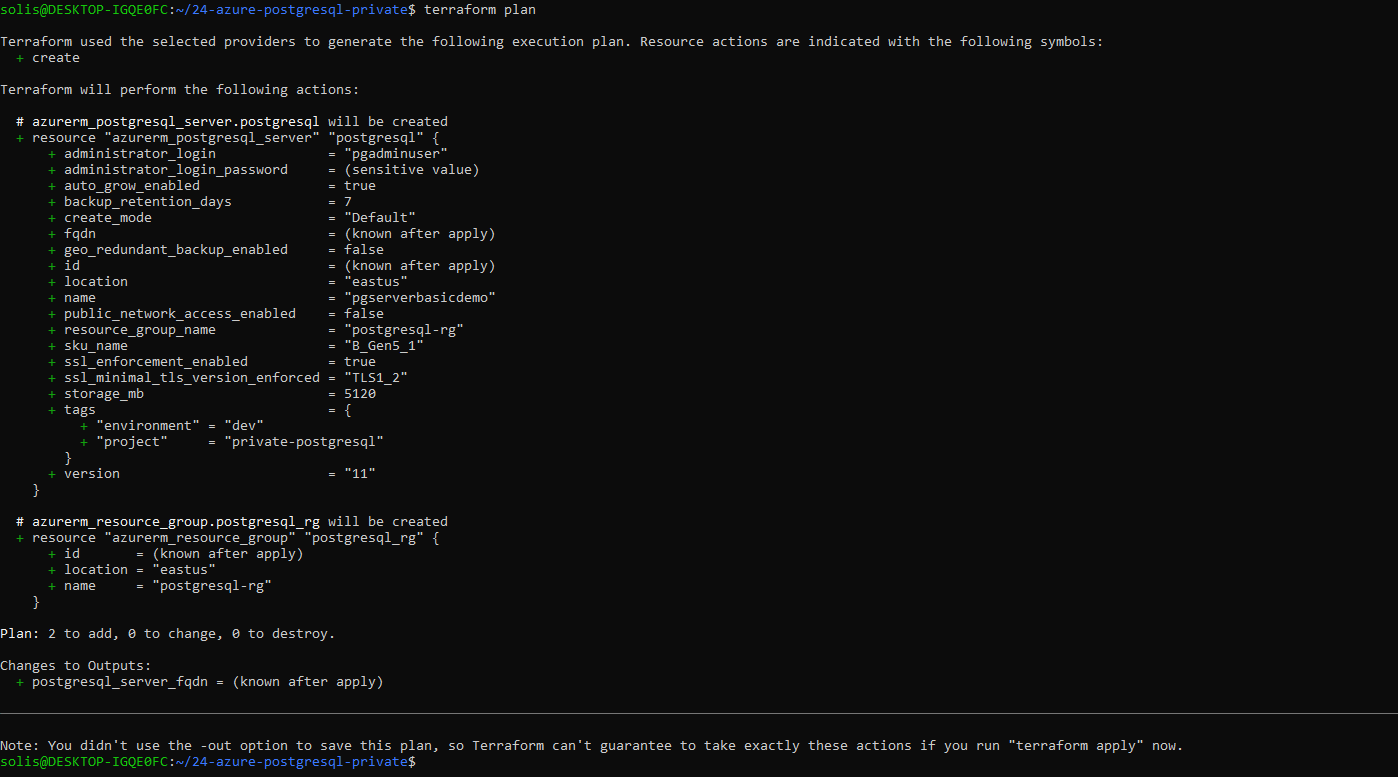 solis@DESKTOP-IGQE0FC:~/24-azure-postgresql-private$ terraform plan
Terraform used the selected providers to generate the following execution plan. Resource actions are indicated with the following symbols:
  + create
Terraform will perform the following actions:
  # azurerm_postgresql_server.postgresql will be created
  + resource "azurerm_postgresql_server" "postgresql" {
      + administrator_login              = "pgadminuser"
      + administrator_login_password     = (sensitive value)
      + auto_grow_enabled                = true
      + backup_retention_days            = 7
      + create_mode                      = "Default"
      + fqdn                             = (known after apply)
      + geo_redundant_backup_enabled     = false
      + id                               = (known after apply)
      + location                         = "eastus"
      + name                             = "pgserverbasicdemo"
      + public_network_access_enabled    = false
      + resource_group_name              = "postgresql-rg"
      + sku_name                         = "B_Gen5_1"
      + ssl_enforcement_enabled          = true
      + ssl_minimal_tls_version_enforced = "TLS1_2"
      + storage_mb                       = 5120
      + tags                             = {
          + "environment" = "dev"
          + "project"     = "private-postgresql"
        }
      + version                          = "11"
    }
  # azurerm_resource_group.postgresql_rg will be created
  + resource "azurerm_resource_group" "postgresql_rg" {
      + id       = (known after apply)
      + location = "eastus"
      + name     = "postgresql-rg"
    }
Plan: 2 to add, 0 to change, 0 to destroy.
Changes to Outputs:
  + postgresql_server_fqdn = (known after apply)
Note: You didn't use the -out option to save this plan, so Terraform can't guarantee to take exactly these actions if you run "terraform apply" now.
solis@DESKTOP-IGQE0FC:~/24-azure-postgresql-private$